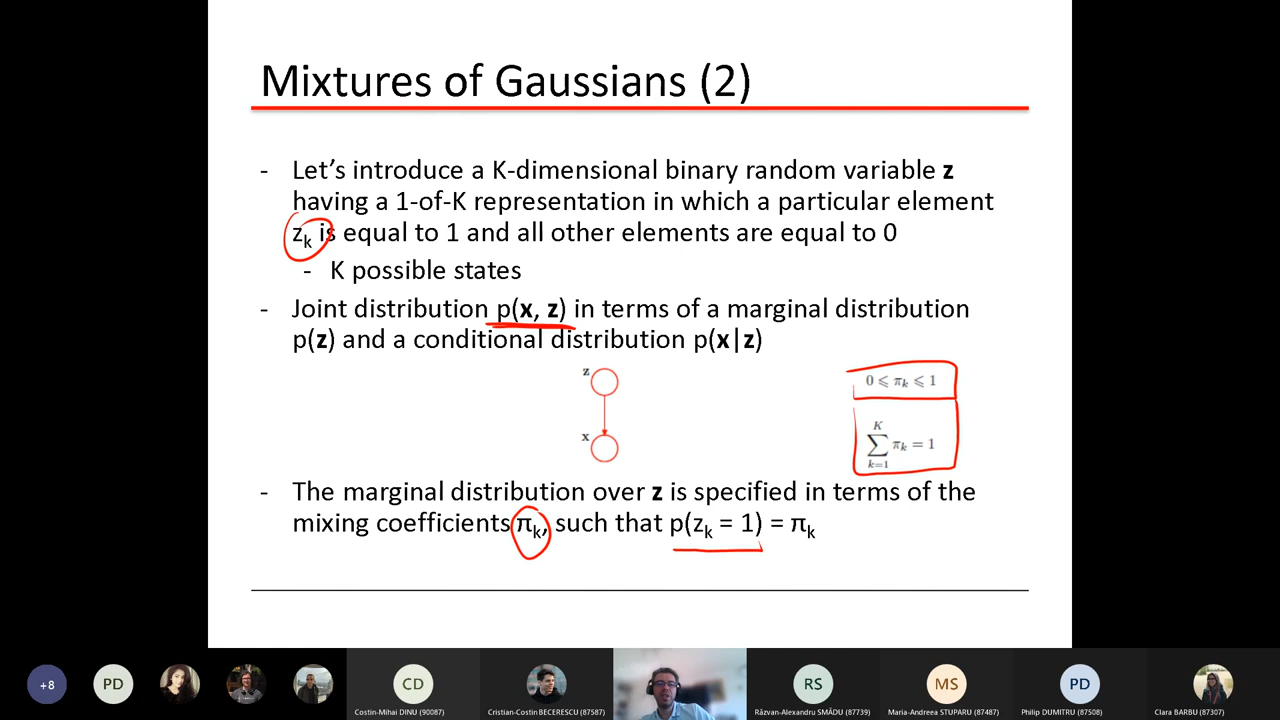 Mixtures of Gaussians (2)
- Let's introduce a K-dimensional binary random variable z
having a 1-of-K representation in which a particular element
zk is equal to 1 and all other elements are equal to 0
- K possible states
- Joint distribution p(x, z) in terms of a marginal distribution
p(z) and a conditional distribution p(x|z)
z
x
0 ⩽ πk ⩽ 1
K
∑ πk = 1
k=1
- The marginal distribution over z is specified in terms of the
mixing coefficients πk, such that p(zk = 1) = πk
+8
PD
CD
RS
MS
PD
Costin-Mihai DINU (90087)
Cristian-Costin BECERESCU (87587)
Răzvan-Alexandru SMĂDU (87739)
Maria-Andreea STUPARU (87487)
Philip DUMITRU (87508)
Clara BARBU (87307)